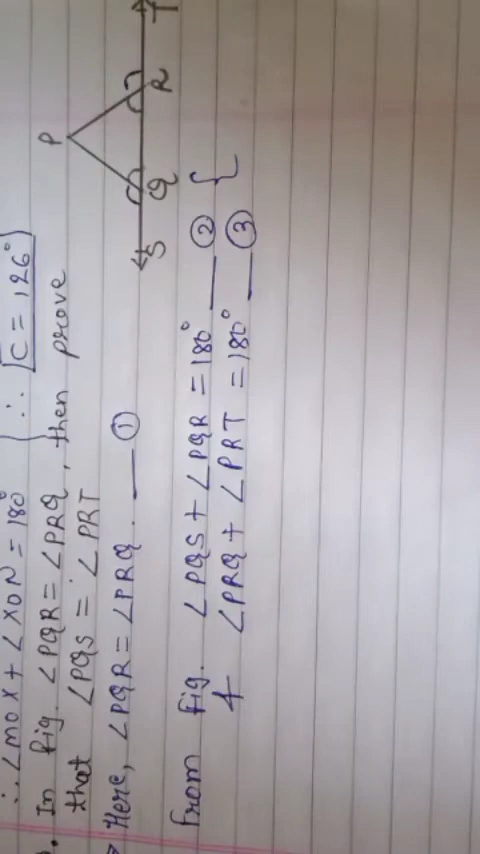 ∴ ∠MOX + ∠XON = 180° } ∴ C = 126°
. In fig. ∠PQR = ∠PRQ, then prove
that ∠PQS = ∠PRT
P
S Q R T
Here, ∠PQR = ∠PRQ. — ①
From fig. ∠PQS + ∠PQR = 180° — ② {
∠PRQ + ∠PRT = 180° — ③